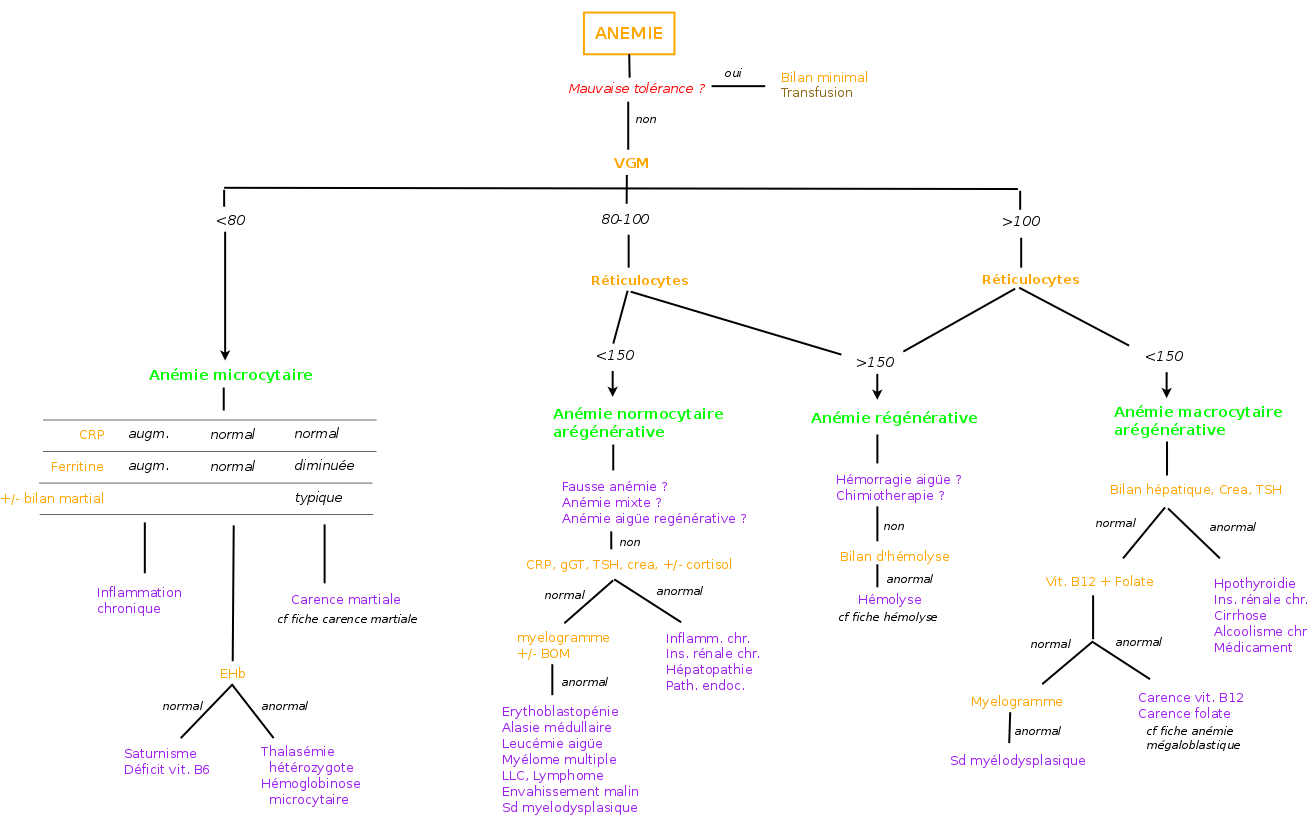 ANEMIE
Mauvaise tolérance ?
oui
Bilan minimal
Transfusion
non
VGM
<80
80-100
>100
Réticulocytes
Réticulocytes
<150
>150
<150
Anémie microcytaire
CRP augm. normal normal
Ferritine augm. normal diminuée
+/- bilan martial typique
Inflammation
chronique
Carence martiale
cf fiche carence martiale
EHb
normal
anormal
Saturnisme
Déficit vit. B6
Thalasémie
hétérozygote
Hémoglobinose
microcytaire
Anémie normocytaire
arégénérative
Fausse anémie ?
Anémie mixte ?
Anémie aigüe regénérative ?
non
CRP, gGT, TSH, crea, +/- cortisol
normal
anormal
myelogramme
+/- BOM
anormal
Erythoblastopénie
Alasie médullaire
Leucémie aigüe
Myélome multiple
LLC, Lymphome
Envahissement malin
Sd myelodysplasique
Inflamm. chr.
Ins. rénale chr.
Hépatopathie
Path. endoc.
Anémie régénérative
Hémorragie aigüe ?
Chimiotherapie ?
non
Bilan d'hémolyse
anormal
Hémolyse
cf fiche hémolyse
Anémie macrocytaire
arégénérative
Bilan hépatique, Crea, TSH
normal
anormal
Vit. B12 + Folate
normal
anormal
Myelogramme
anormal
Sd mélodysplasique
Carence vit. B12
Carence folate
cf fiche anémie
mégaloblastique
Hpothyroidie
Ins. rénale chr.
Cirrhose
Alcoolisme chr
Médicament